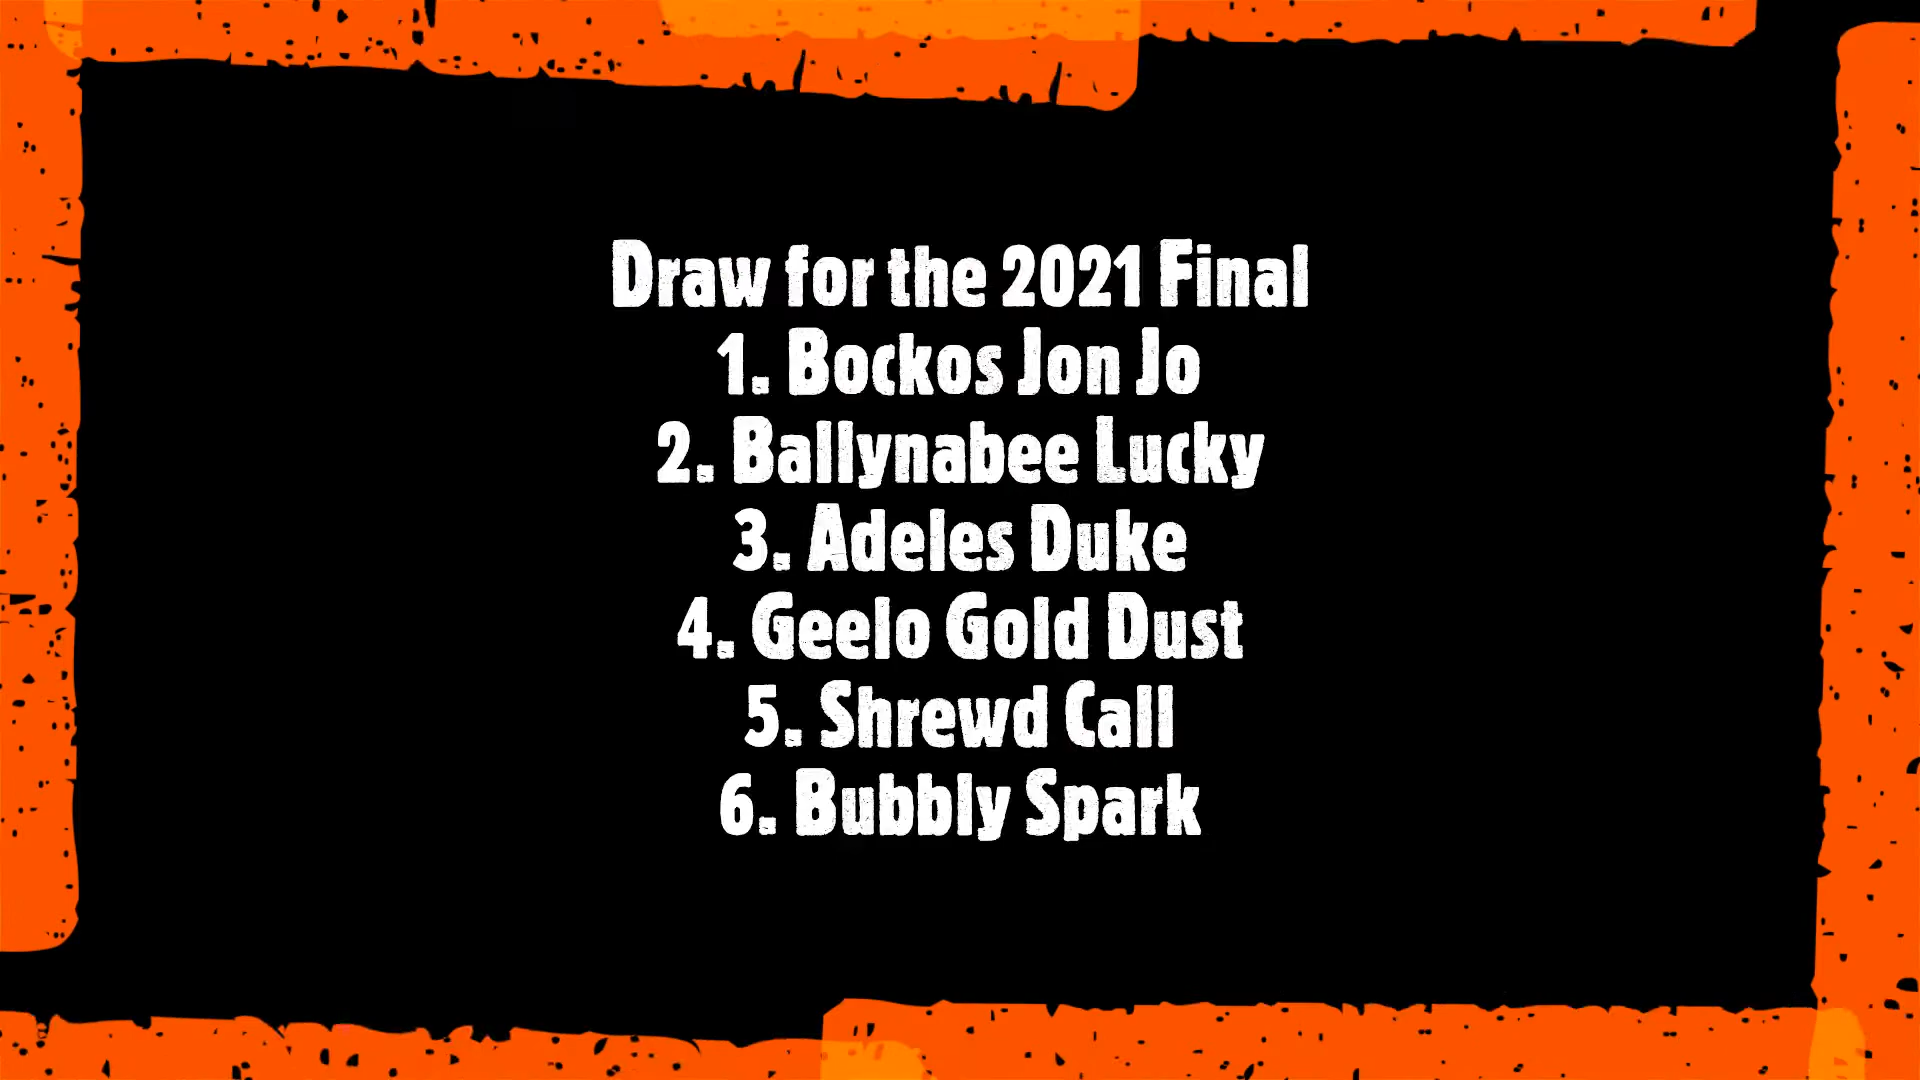 Draw for the 2021 Final
1. Bockos Jon Jo
2. Ballynabee Lucky
3. Adeles Duke
4. Geelo Gold Dust
5. Shrewd Call
6. Bubbly Spark